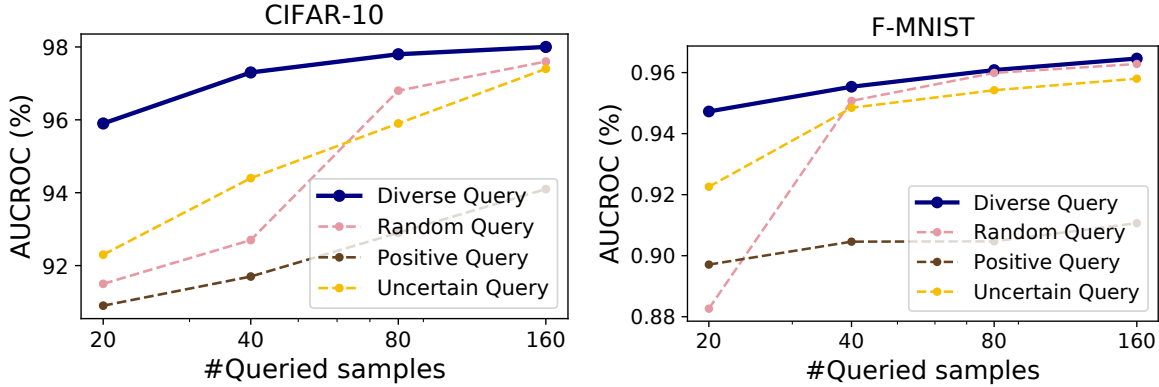 CIFAR-10
AUCROC (%)
98
96
94
92
Diverse Query
Random Query
Positive Query
Uncertain Query
20
40
80
160
#Queried samples
F-MNIST
AUCROC (%)
0.96
0.94
0.92
0.90
0.88
Diverse Query
Random Query
Positive Query
Uncertain Query
20
40
80
160
#Queried samples